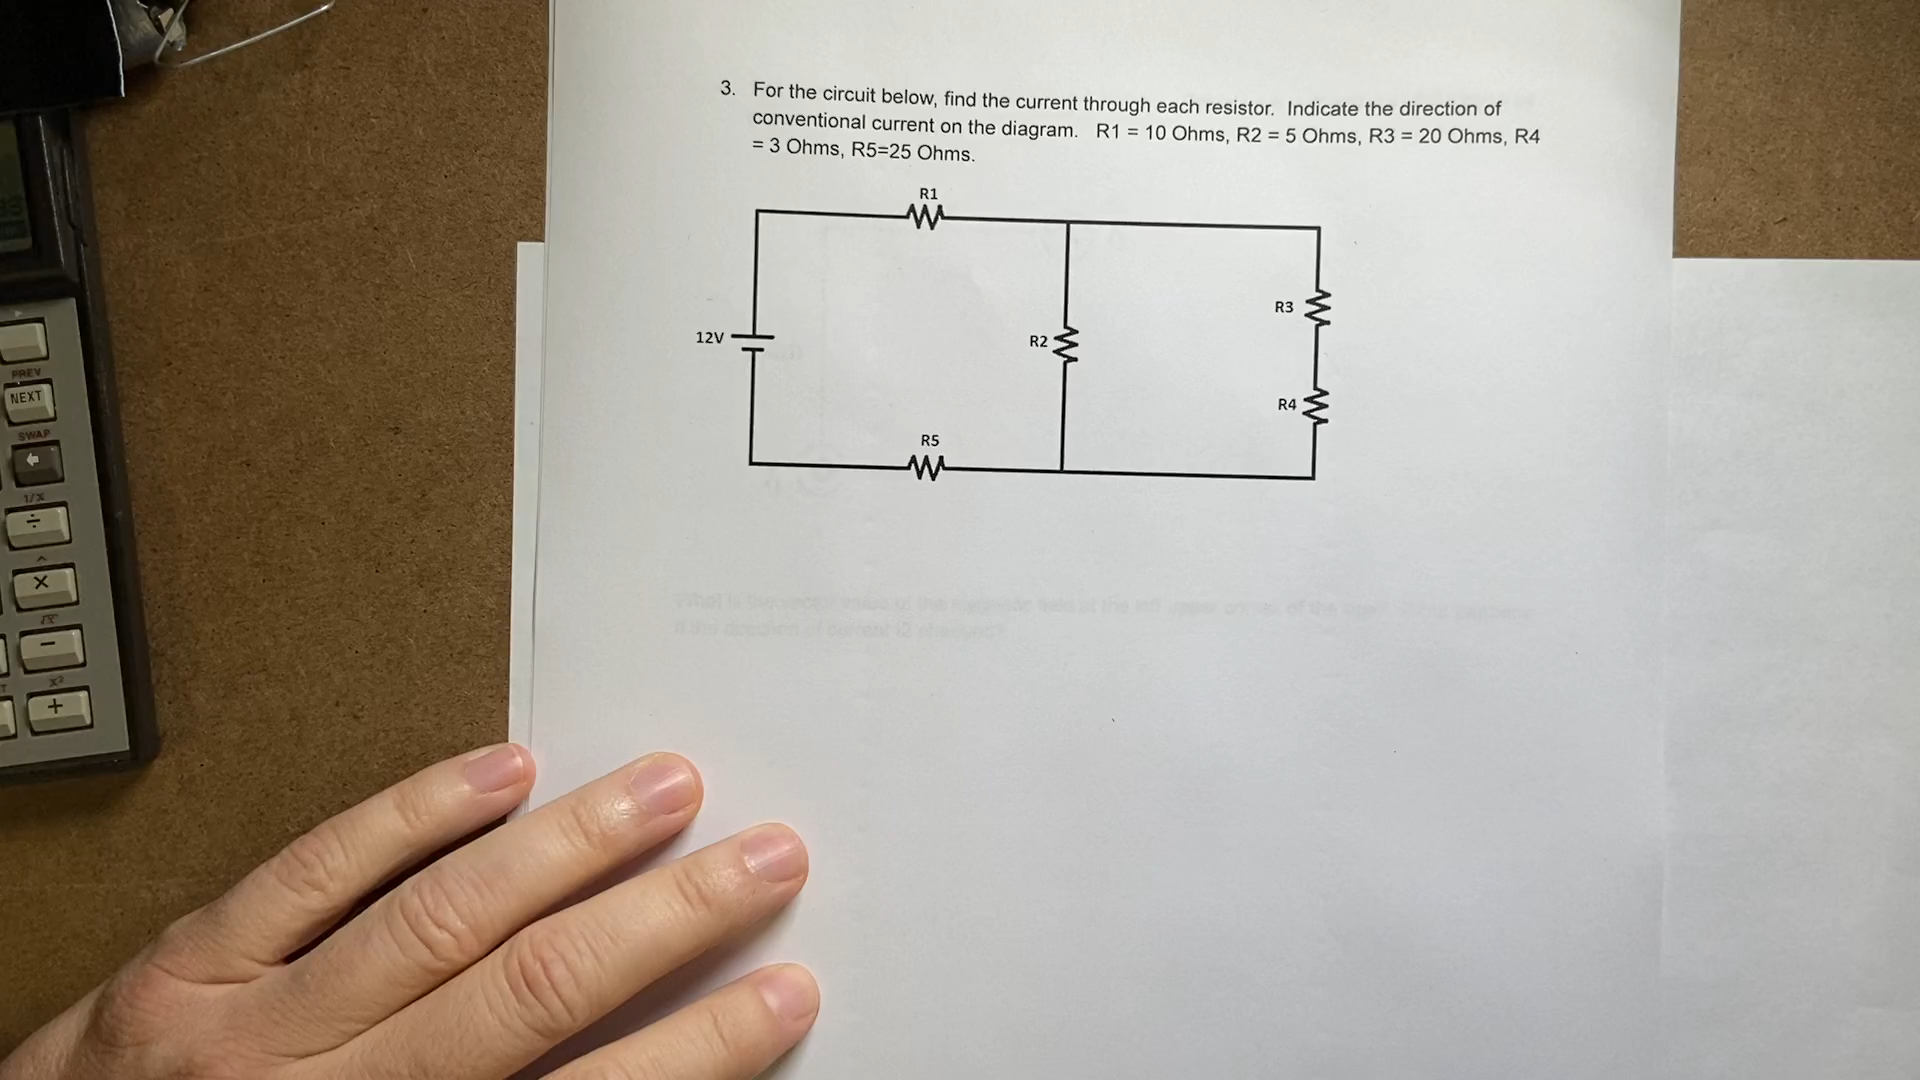 3. For the circuit below, find the current through each resistor. Indicate the direction of
conventional current on the diagram. R1 = 10 Ohms, R2 = 5 Ohms, R3 = 20 Ohms, R4
= 3 Ohms, R5=25 Ohms.
R1
R3
12V
R2
R4
R5
PREV
NEXT
SWAP
1/X
÷
^
×
√X
−
X²
+